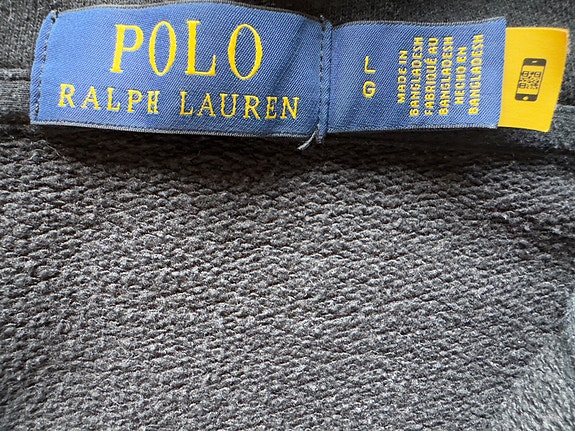 POLO
RALPH LAUREN
L
G
MADE IN
BANGLADESH
FABRIQUÉ AU
BANGLADESH
HECHO EN
BANGLADESH